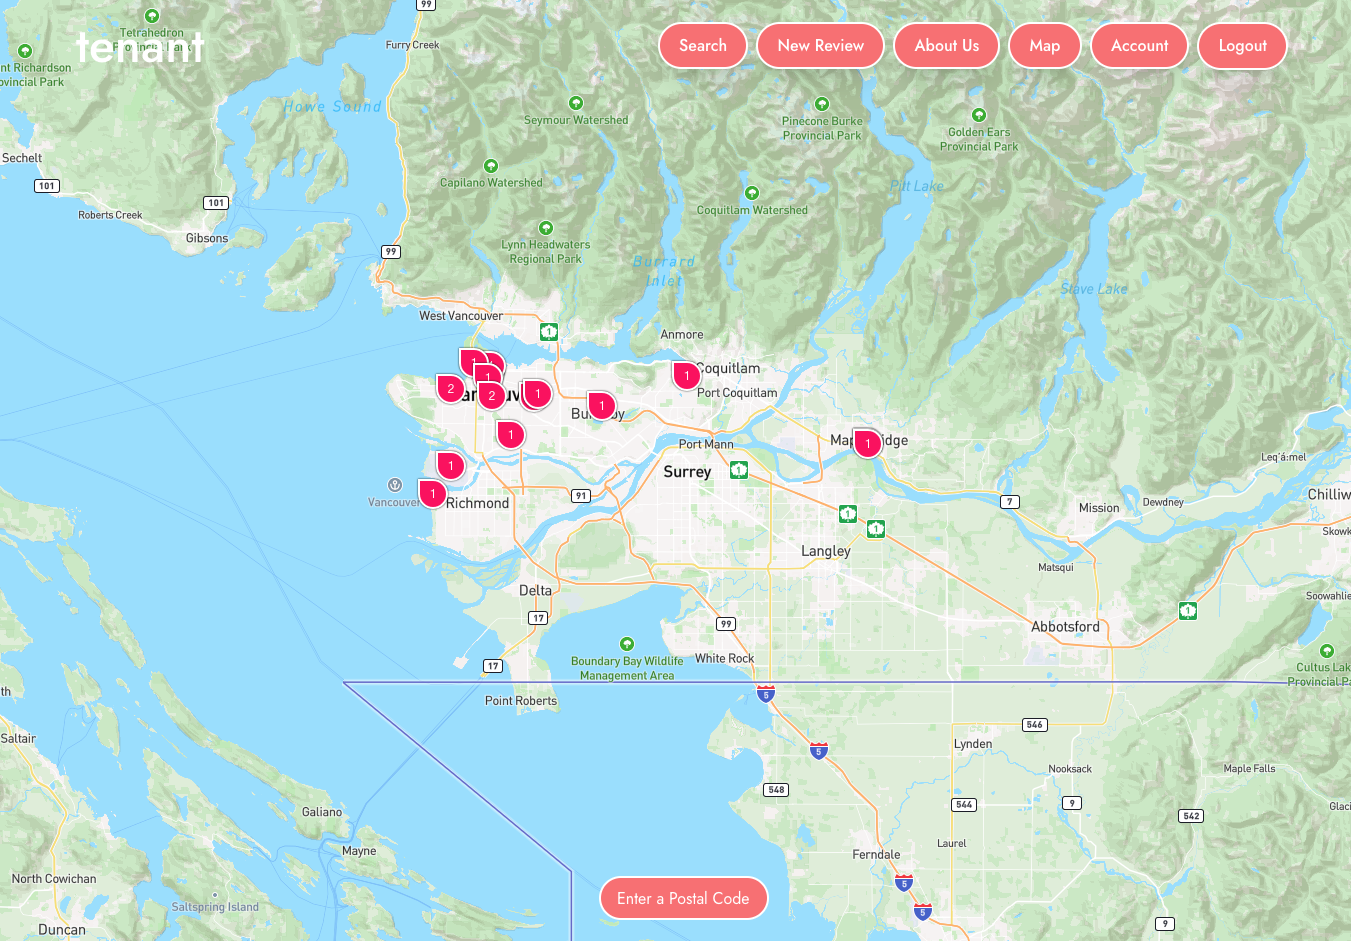 99
Tetrahedron
Provincial Park
tenant
Search
New Review
About Us
Map
Account
Logout
Furry Creek
nt Richardson
ovincial Park
Howe Sound
Seymour Watershed
Pinecone Burke
Provincial Park
Golden Ears
Provincial Park
Sechelt
101
Capilano Watershed
Pitt Lake
101
Roberts Creek
Coquitlam Watershed
Gibsons
99
Lynn Headwaters
Regional Park
Burrard
Inlet
Stave Lake
West Vancouver
1
Anmore
1
1
1
Coquitlam
2
2
1
Port Coquitlam
1
Burnaby
1
Port Mann
Maple Ridge
1
1
Surrey
1
Leq'á:mel
Vancouver
1
Richmond
91
7
Mission
Dewdney
Chilliw
1
1
Skowk
Langley
Matsqui
Delta
Soowahlie
17
99
Abbotsford
1
Boundary Bay Wildlife
Management Area
White Rock
17
Cultus Lak
Provincial Pa
th
Point Roberts
5
546
Saltair
5
Lynden
Nooksack
Maple Falls
548
544
9
542
Glaci
Galiano
Mayne
Laurel
Ferndale
North Cowichan
5
Enter a Postal Code
Saltspring Island
5
9
Duncan